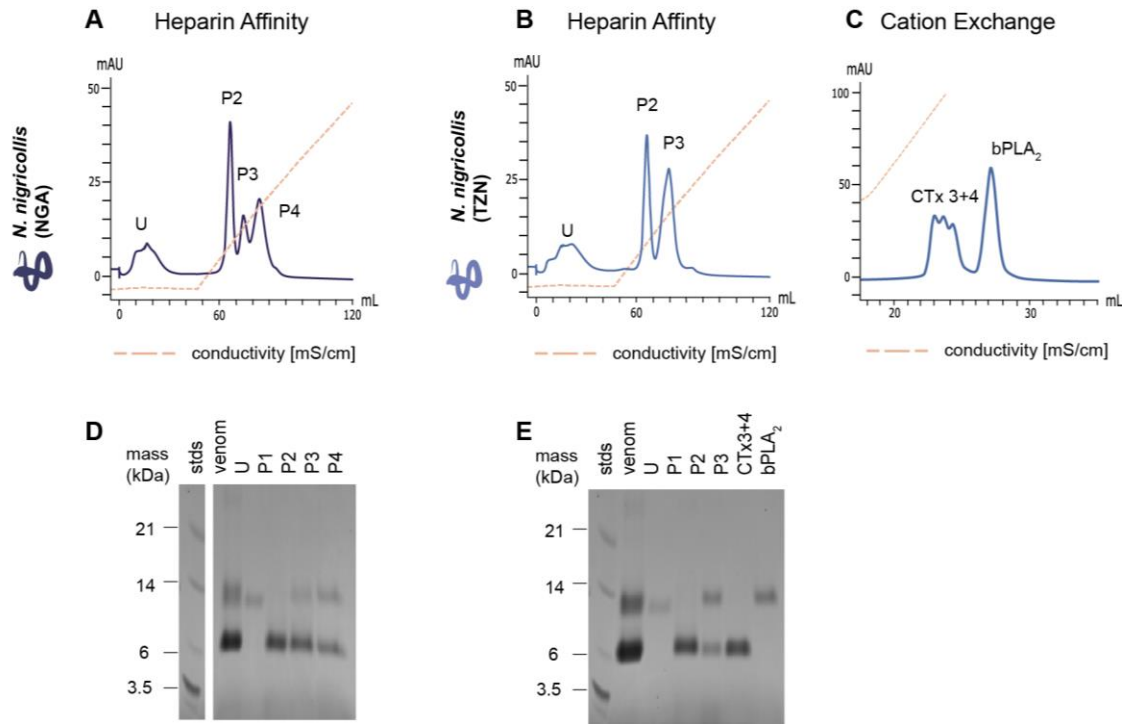 A Heparin Affinity
B Heparin Affinty
C Cation Exchange
N. nigricollis
(NGA)
mAU
50
25
0
U
P2
P3
P4
0 60 120
mL
conductivity [mS/cm]
N. nigricollis
(TZN)
mAU
50
25
0
U
P2
P3
0 60 120
mL
conductivity [mS/cm]
mAU
100
50
0
CTx 3+4
bPLA₂
20 30
mL
conductivity [mS/cm]
D
mass
(kDa)
stds
venom
U
P1
P2
P3
P4
21
14
6
3.5
E
mass
(kDa)
stds
venom
U
P1
P2
P3
CTx3+4
bPLA₂
21
14
6
3.5